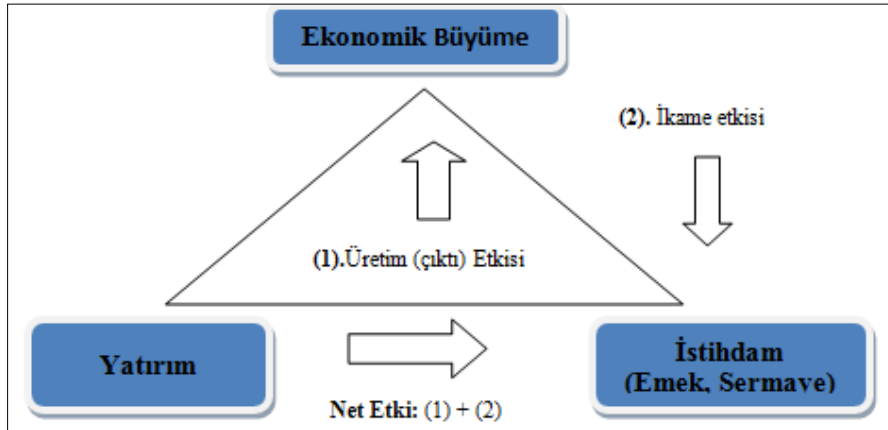 Ekonomik Büyüme
(2). İkame etkisi
(1).Üretim (çıktı) Etkisi
Yatırım
İstihdam
(Emek, Sermaye)
Net Etki: (1) + (2)